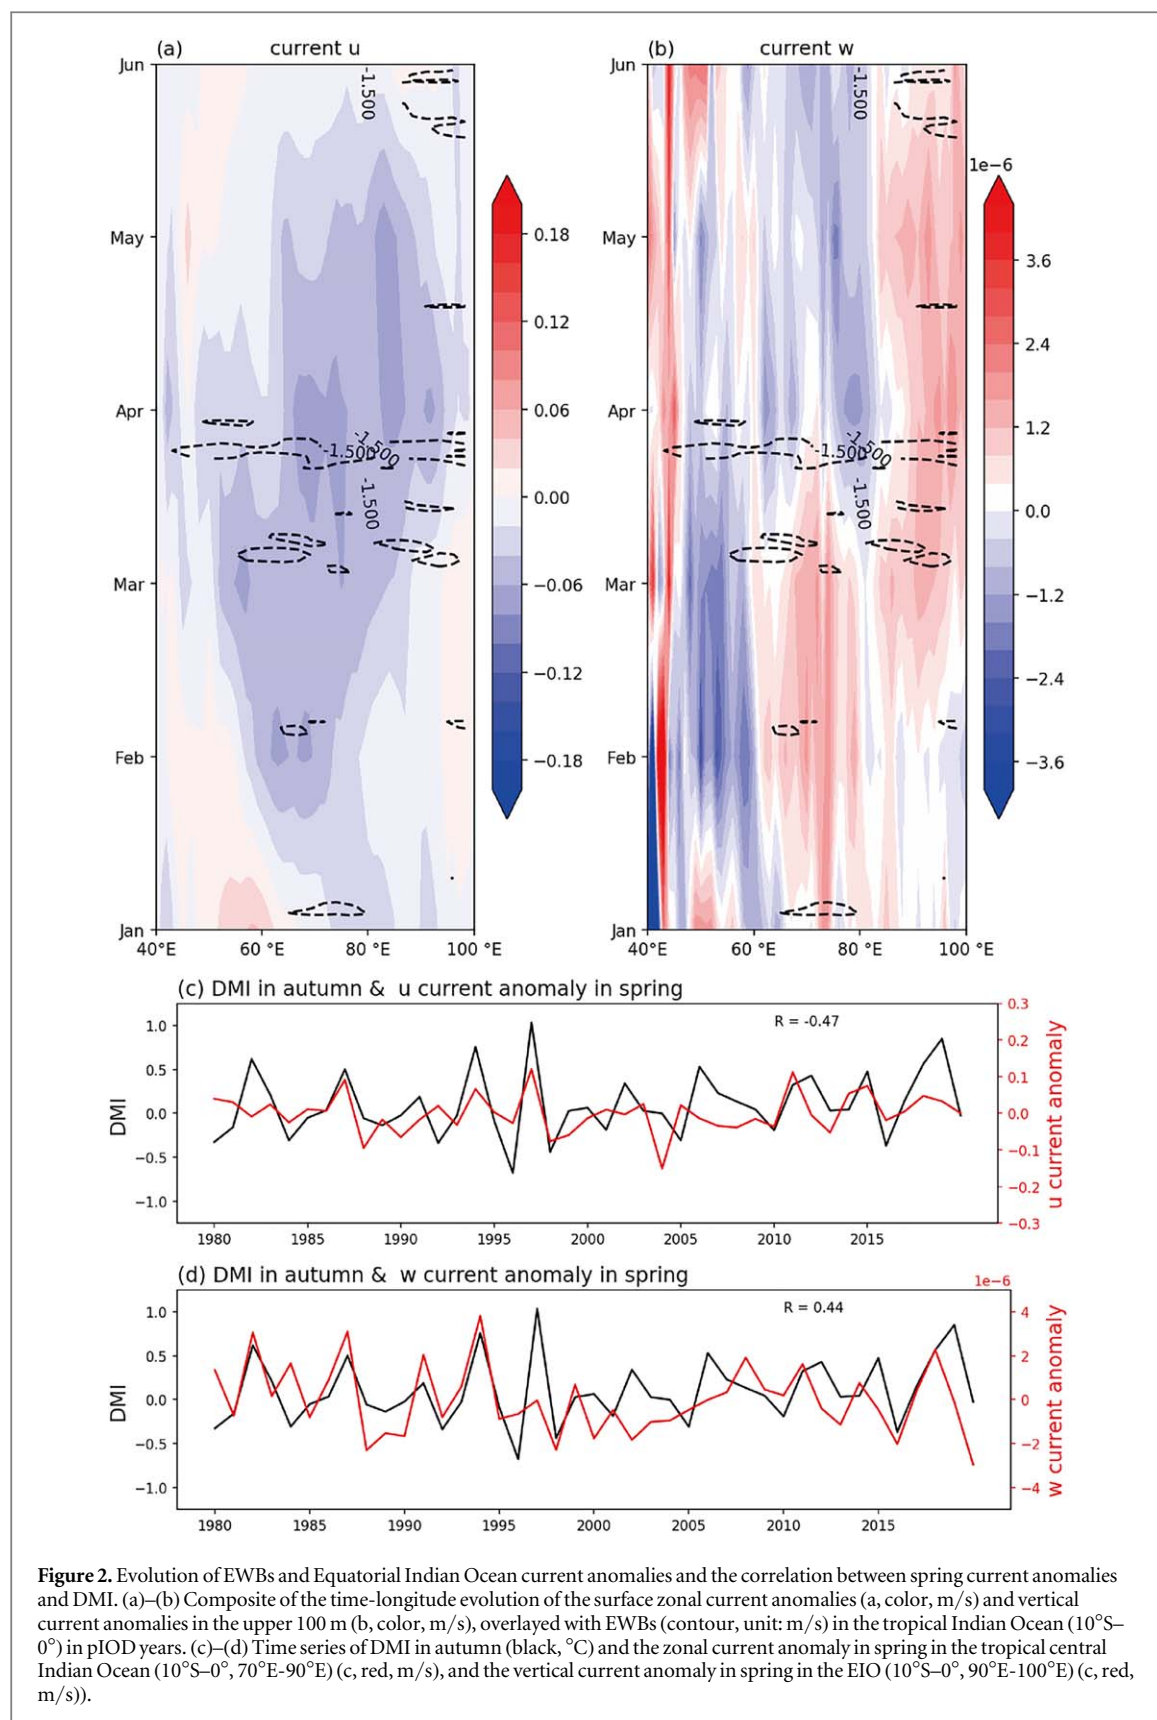 (a) current u
(b) current w
Jun
May
Apr
Mar
Feb
Jan
40 °E 60 °E 80 °E 100 °E
-1.500
-1.500
-1.500
-1.500
0.18
0.12
0.06
0.00
−0.06
−0.12
−0.18
Jun
May
Apr
Mar
Feb
Jan
40 °E 60 °E 80 °E 100 °E
-1.500
-1.500
-1.500
-1.500
1e−6
3.6
2.4
1.2
0.0
−1.2
−2.4
−3.6
(c) DMI in autumn & u current anomaly in spring
R = -0.47
DMI
1.0
0.5
0.0
−0.5
−1.0
0.3
0.2
0.1
0.0
−0.1
−0.2
−0.3
u current anomaly
1980 1985 1990 1995 2000 2005 2010 2015
(d) DMI in autumn & w current anomaly in spring
1e−6
R = 0.44
DMI
1.0
0.5
0.0
−0.5
−1.0
4
2
0
−2
−4
w current anomaly
1980 1985 1990 1995 2000 2005 2010 2015
Figure 2. Evolution of EWBs and Equatorial Indian Ocean current anomalies and the correlation between spring current anomalies
and DMI. (a)–(b) Composite of the time-longitude evolution of the surface zonal current anomalies (a, color, m/s) and vertical
current anomalies in the upper 100 m (b, color, m/s), overlayed with EWBs (contour, unit: m/s) in the tropical Indian Ocean (10°S–
0°) in pIOD years. (c)–(d) Time series of DMI in autumn (black, °C) and the zonal current anomaly in spring in the tropical central
Indian Ocean (10°S–0°, 70°E-90°E) (c, red, m/s), and the vertical current anomaly in spring in the EIO (10°S–0°, 90°E-100°E) (c, red,
m/s)).